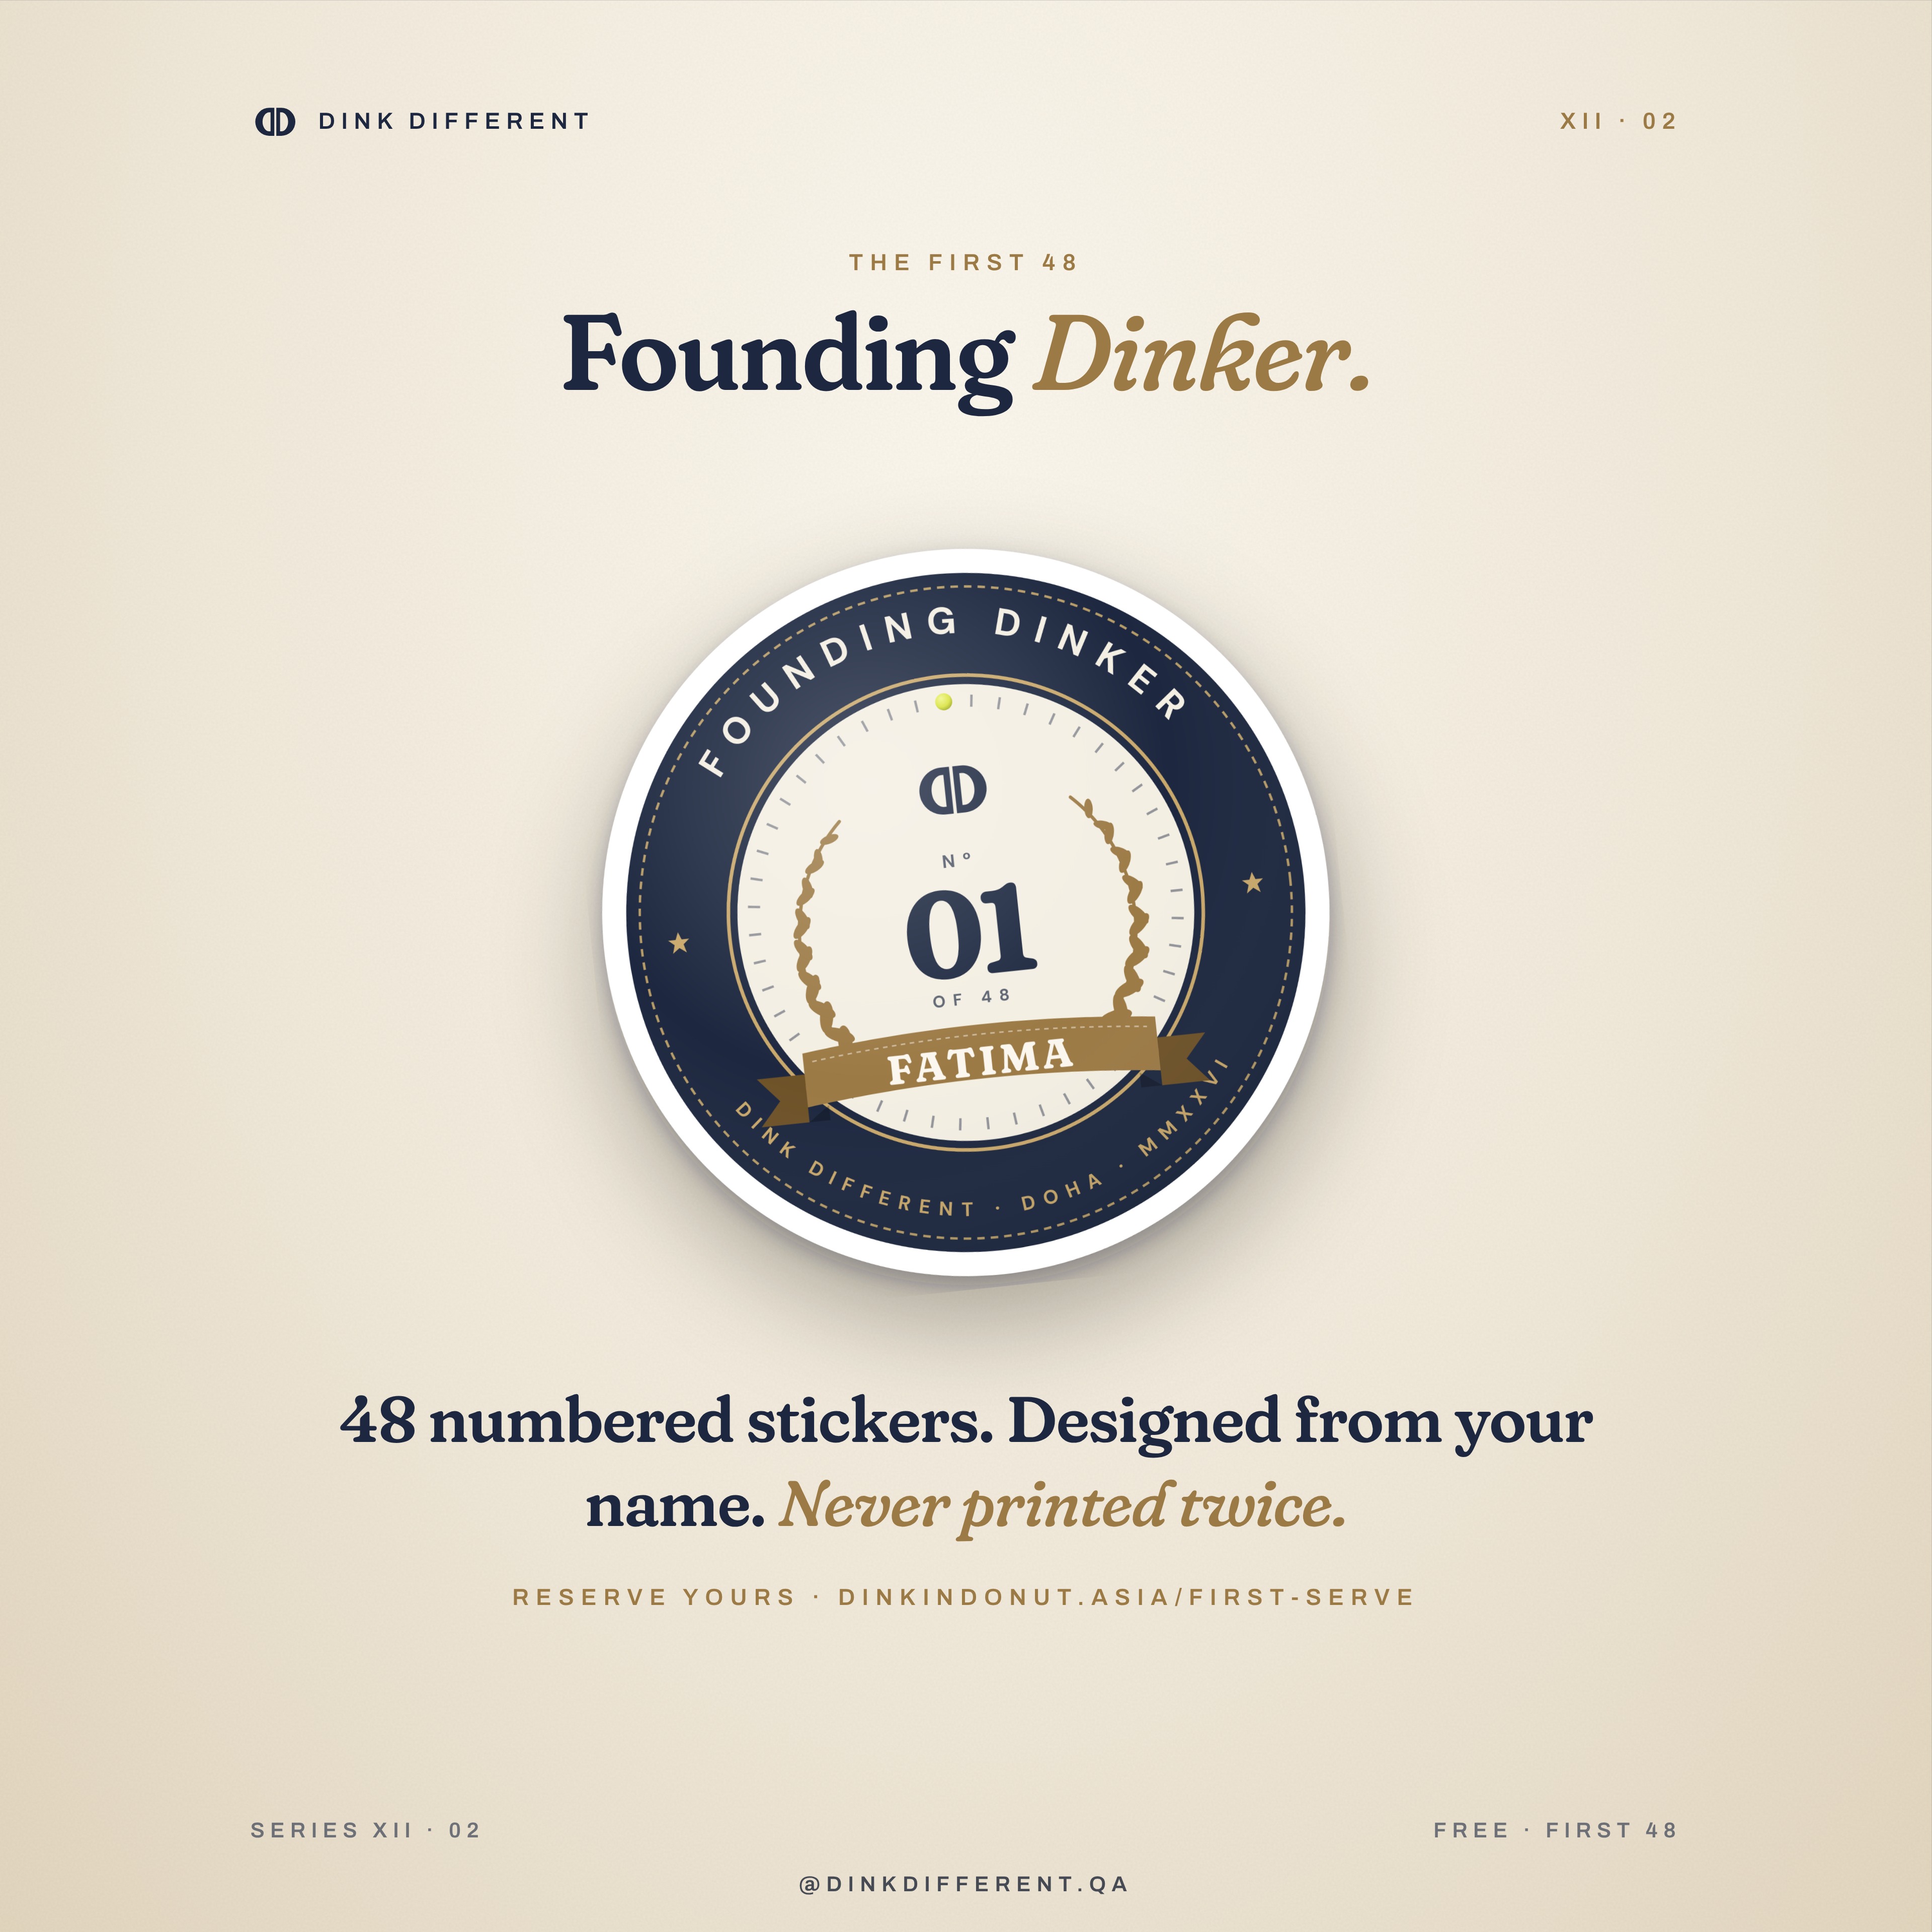 DINK DIFFERENT
XII · 02
THE FIRST 48
Founding Dinker.
FOUNDING DINKER
Nº
01
OF 48
FATIMA
DINK DIFFERENT · DOHA · MMXXVI
48 numbered stickers. Designed from your
name. Never printed twice.
RESERVE YOURS · DINKINDONUT.ASIA/FIRST-SERVE
SERIES XII · 02
FREE · FIRST 48
@DINKDIFFERENT.QA